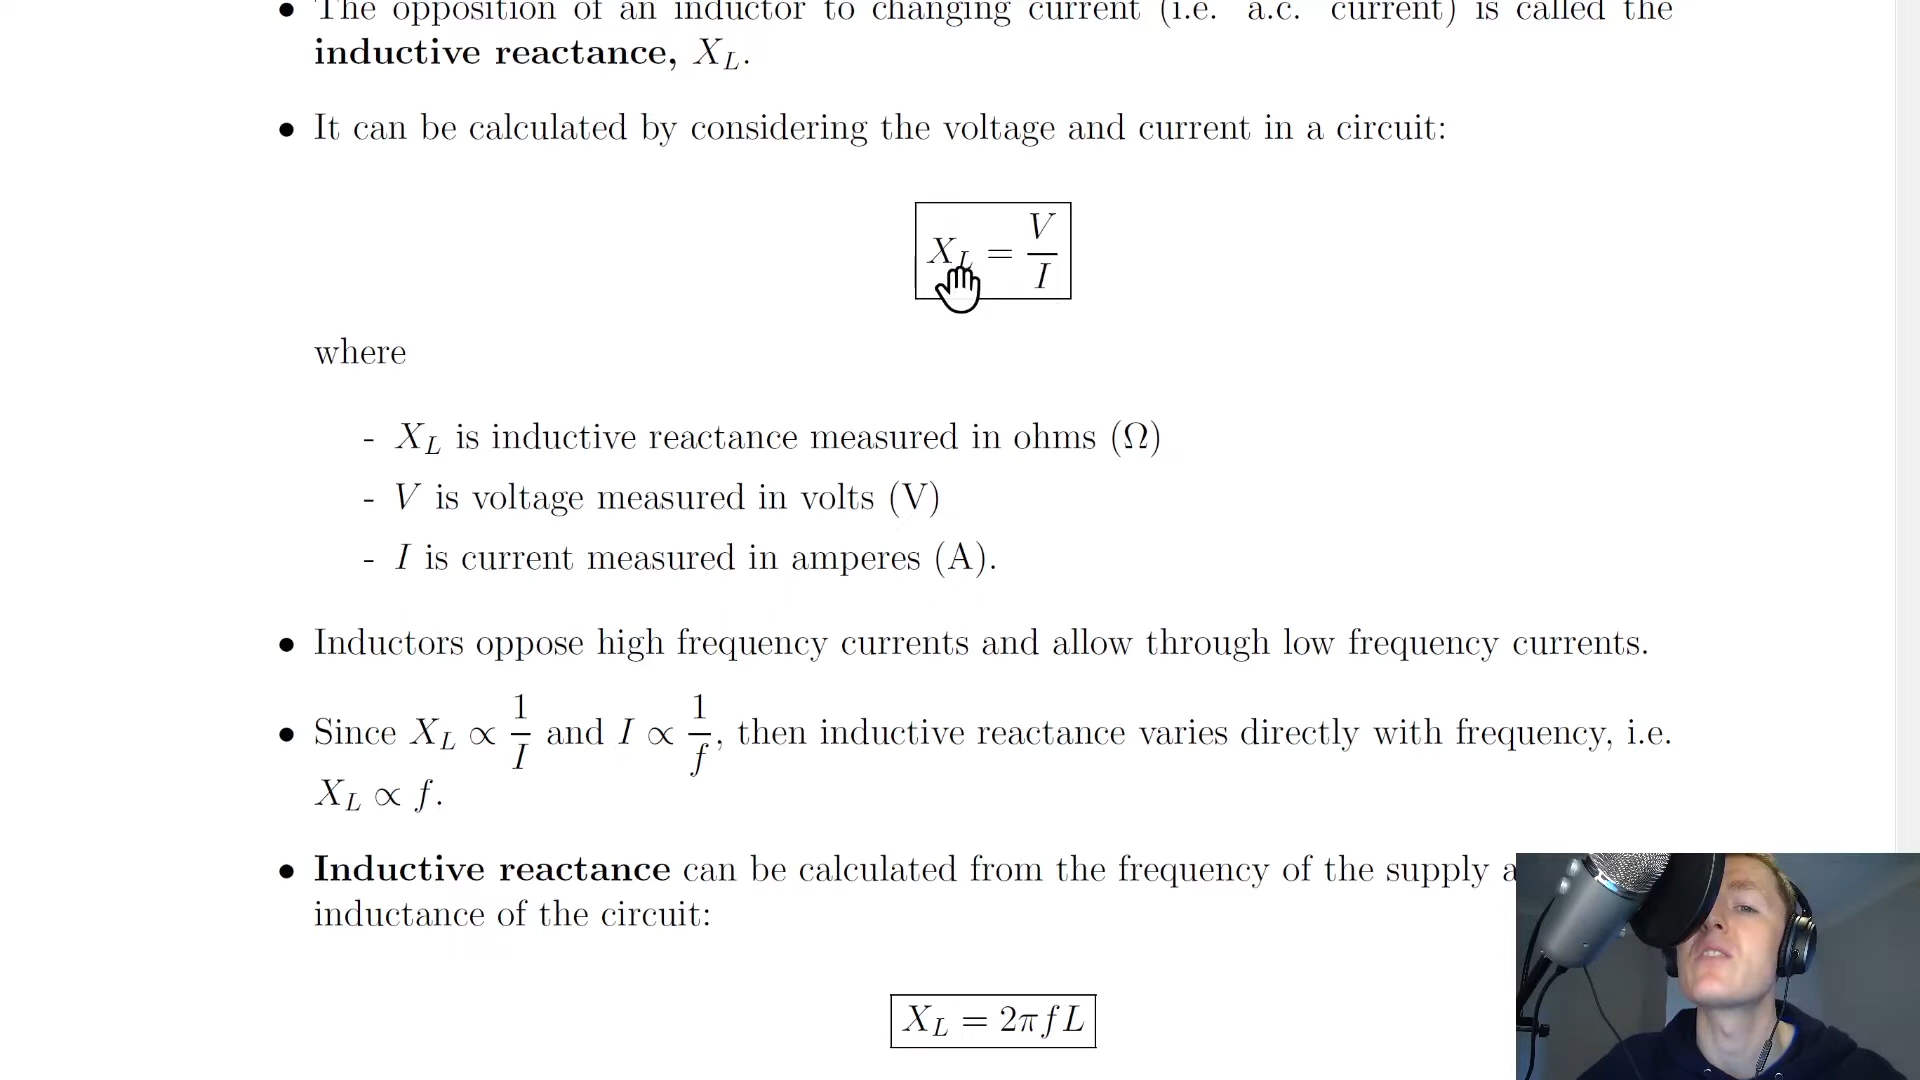 • The opposition of an inductor to changing current (i.e. a.c. current) is called the
inductive reactance, X_L.
• It can be calculated by considering the voltage and current in a circuit:
X_L = V/I
where
- X_L is inductive reactance measured in ohms (Ω)
- V is voltage measured in volts (V)
- I is current measured in amperes (A).
• Inductors oppose high frequency currents and allow through low frequency currents.
• Since X_L ∝ 1/I and I ∝ 1/f, then inductive reactance varies directly with frequency, i.e.
X_L ∝ f.
• Inductive reactance can be calculated from the frequency of the supply
inductance of the circuit:
X_L = 2πfL